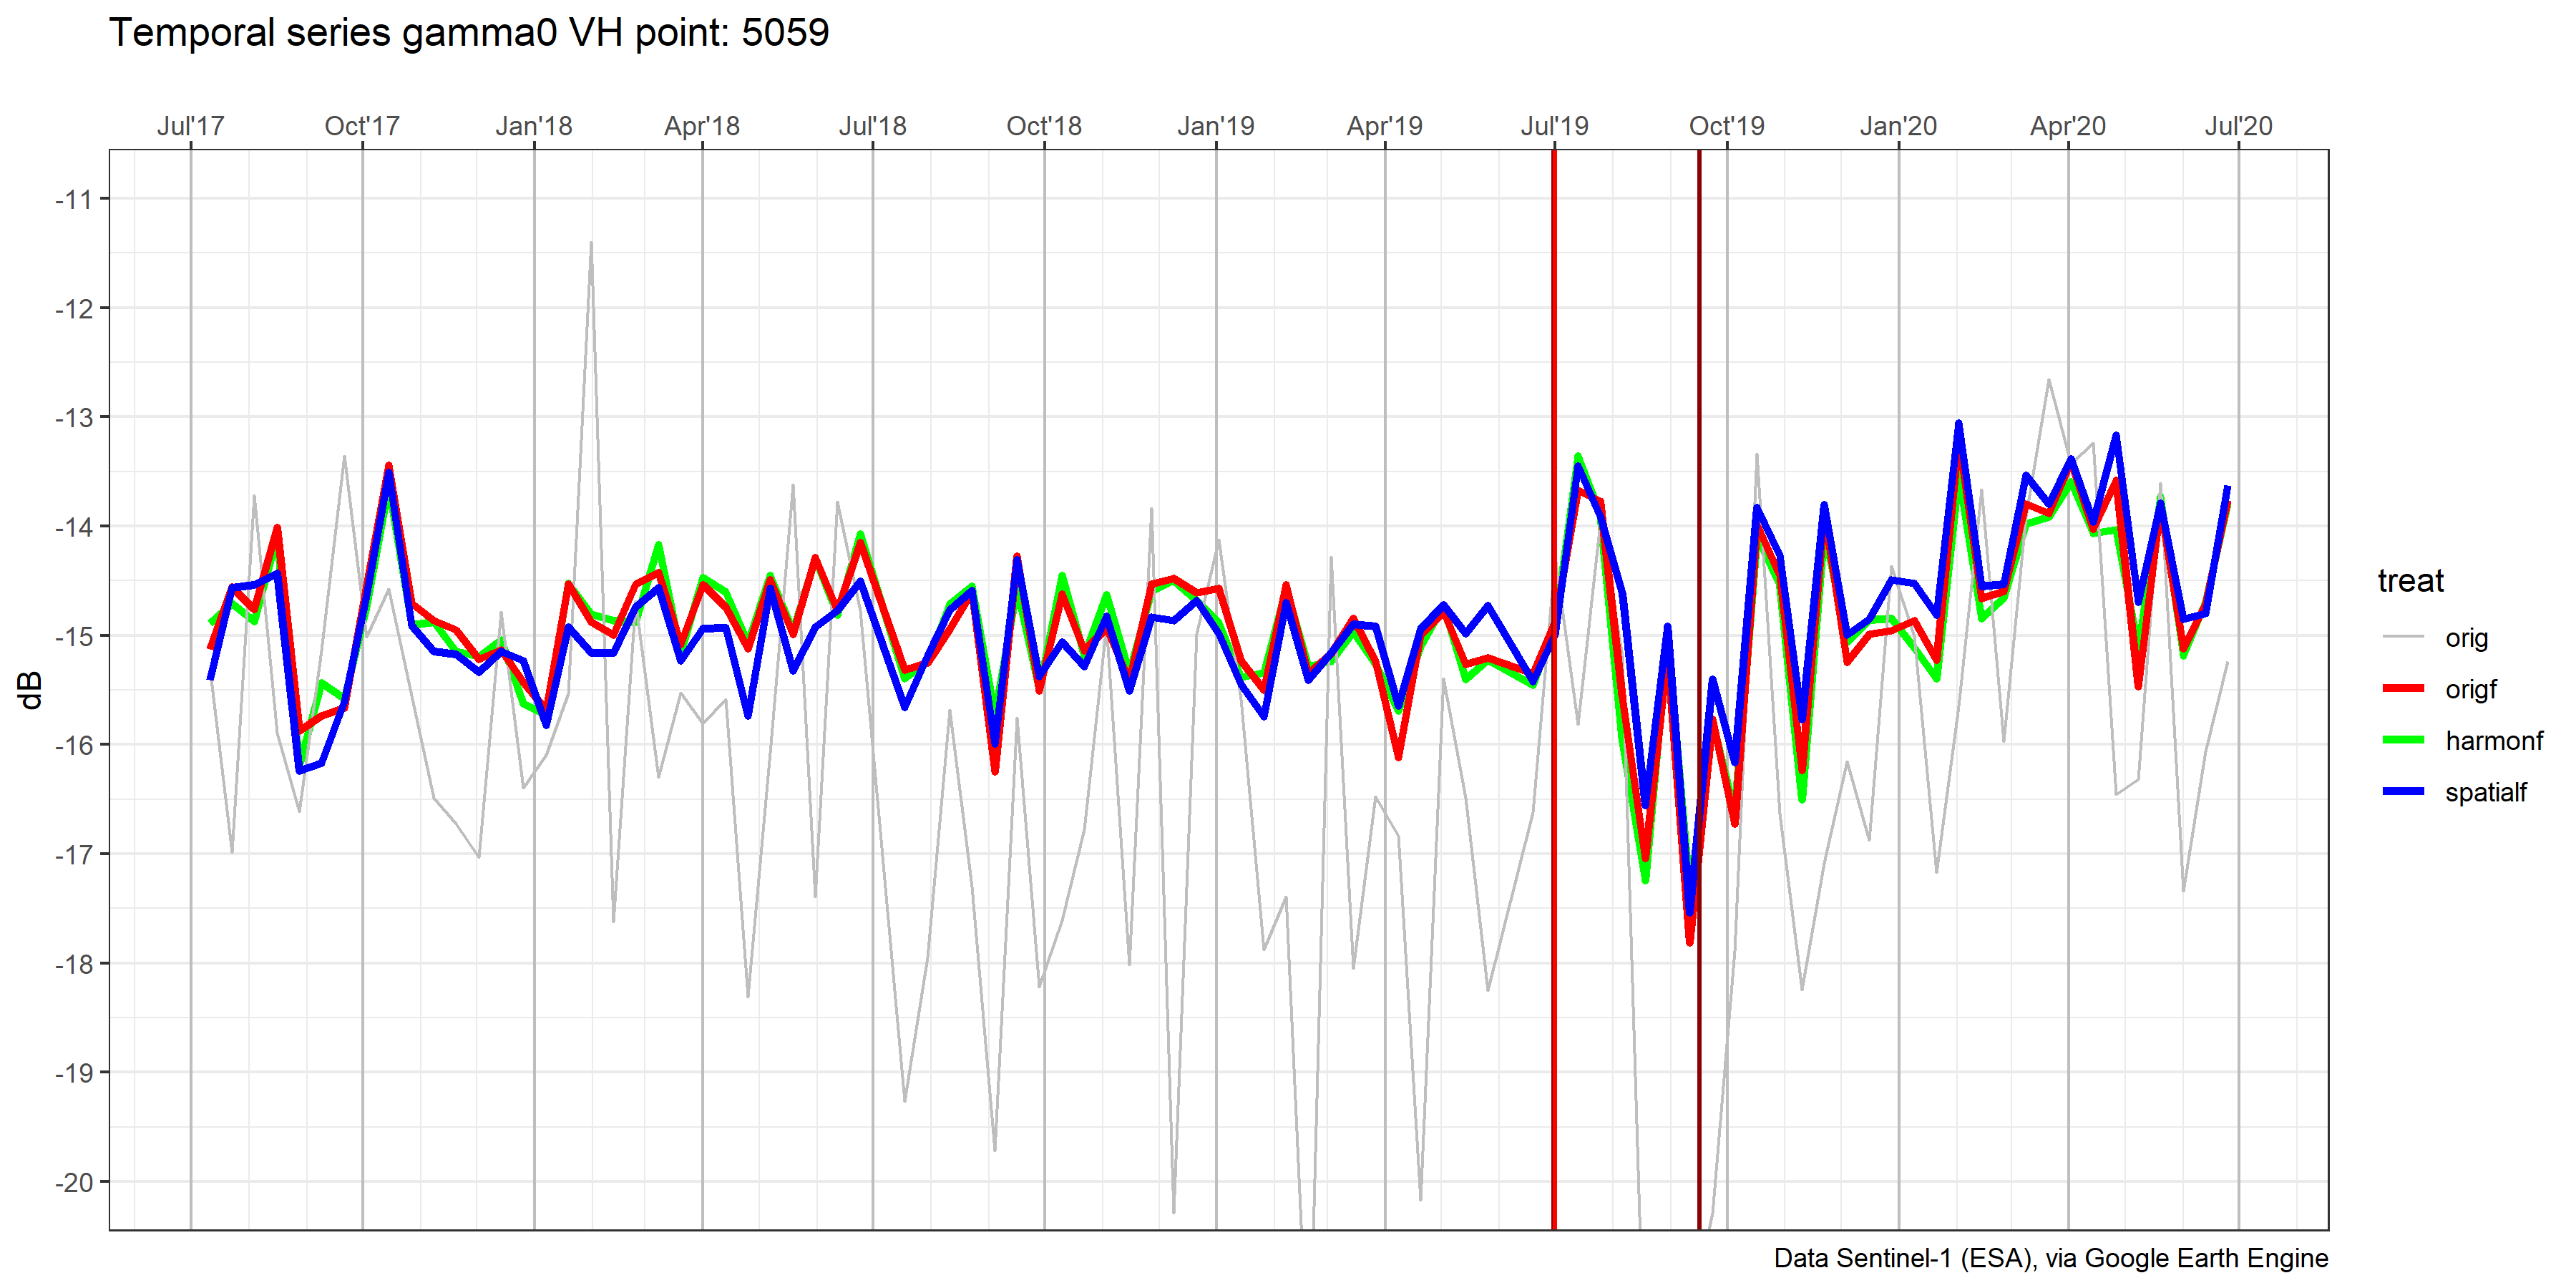 Temporal series gamma0 VH point: 5059
Jul'17 Oct'17 Jan'18 Apr'18 Jul'18 Oct'18 Jan'19 Apr'19 Jul'19 Oct'19 Jan'20 Apr'20 Jul'20
-11
-12
-13
-14
-15
-16
-17
-18
-19
-20
dB
treat
orig
origf
harmonf
spatialf
Data Sentinel-1 (ESA), via Google Earth Engine